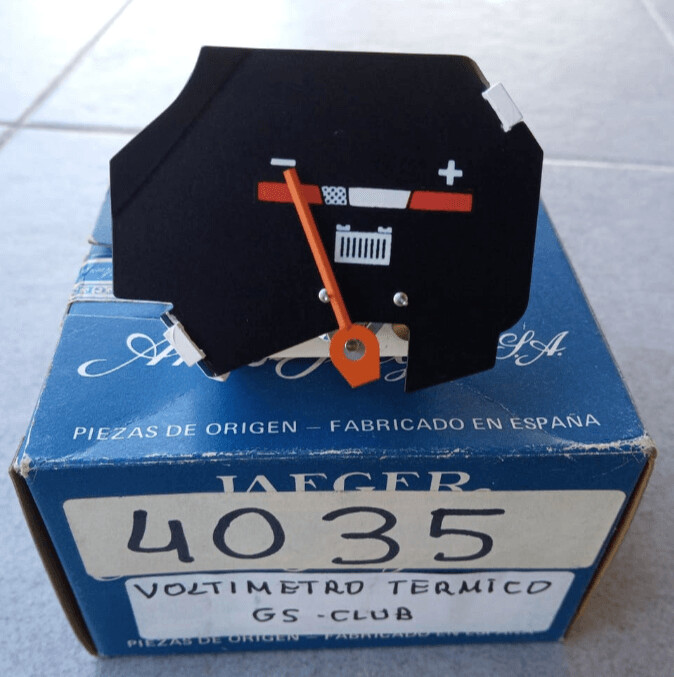 S.A.
PIEZAS DE ORIGEN – FABRICADO EN ESPAÑA
JAEGER
4035
VOLTIMETRO TERMICO
GS-CLUB
PIEZAS DE ORIGEN – FABRICADO EN ESPAÑA